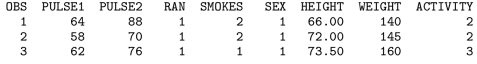 OBS PULSE1 PULSE2 RAN SMOKES SEX HEIGHT WEIGHT ACTIVITY
1 64 88 1 2 1 66.00 140 2
2 58 70 1 2 1 72.00 145 2
3 62 76 1 1 1 73.50 160 3